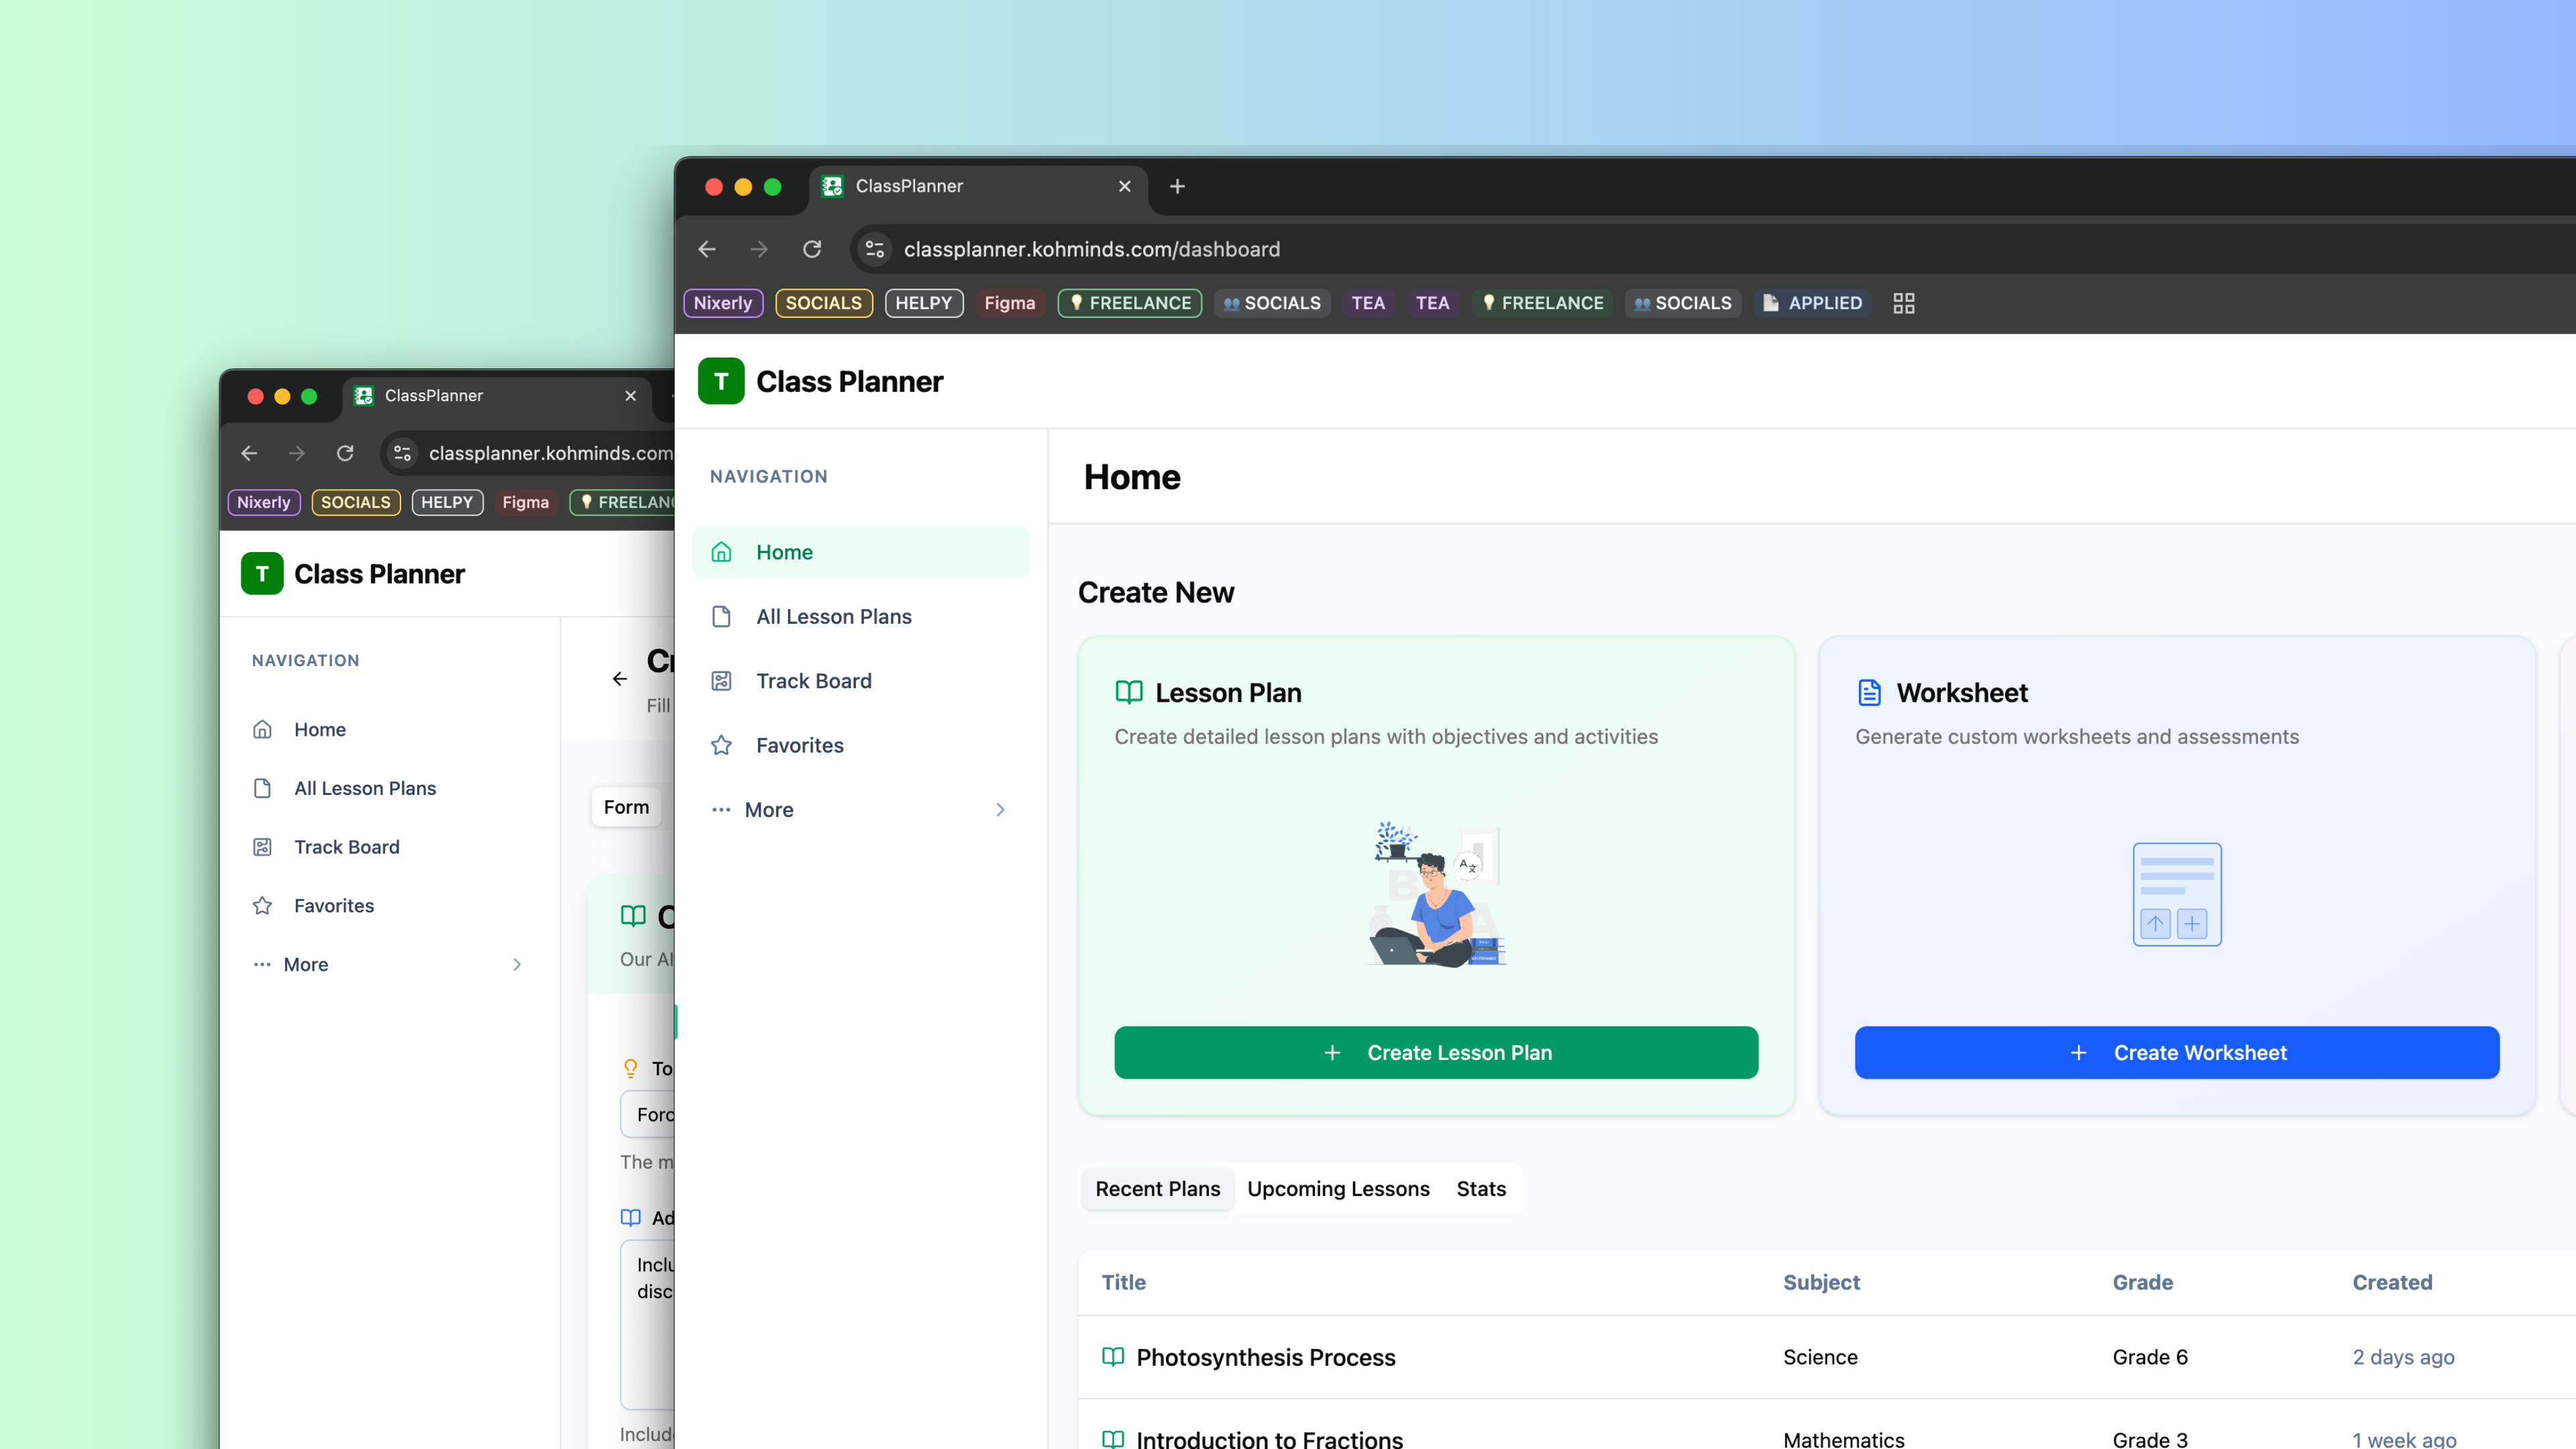 ClassPlanner
classplanner.kohminds.com/dashboard
Nixerly SOCIALS HELPY Figma FREELANCE SOCIALS TEA TEA FREELANCE SOCIALS APPLIED
T Class Planner
NAVIGATION
Home
All Lesson Plans
Track Board
Favorites
More
Home
Create New
Lesson Plan
Create detailed lesson plans with objectives and activities
B A
Create Lesson Plan
Worksheet
Generate custom worksheets and assessments
Create Worksheet
Recent Plans Upcoming Lessons Stats
Title Subject Grade Created
Photosynthesis Process Science Grade 6 2 days ago
Introduction to Fractions Mathematics Grade 3 1 week ago
ClassPlanner
classplanner.kohminds.com
Nixerly SOCIALS HELPY Figma FREELANC
T Class Planner
NAVIGATION
Home
All Lesson Plans
Track Board
Favorites
More
Fill
Form
Our AI
To
Forc
The m
Ad
Inclu
disc
Includ